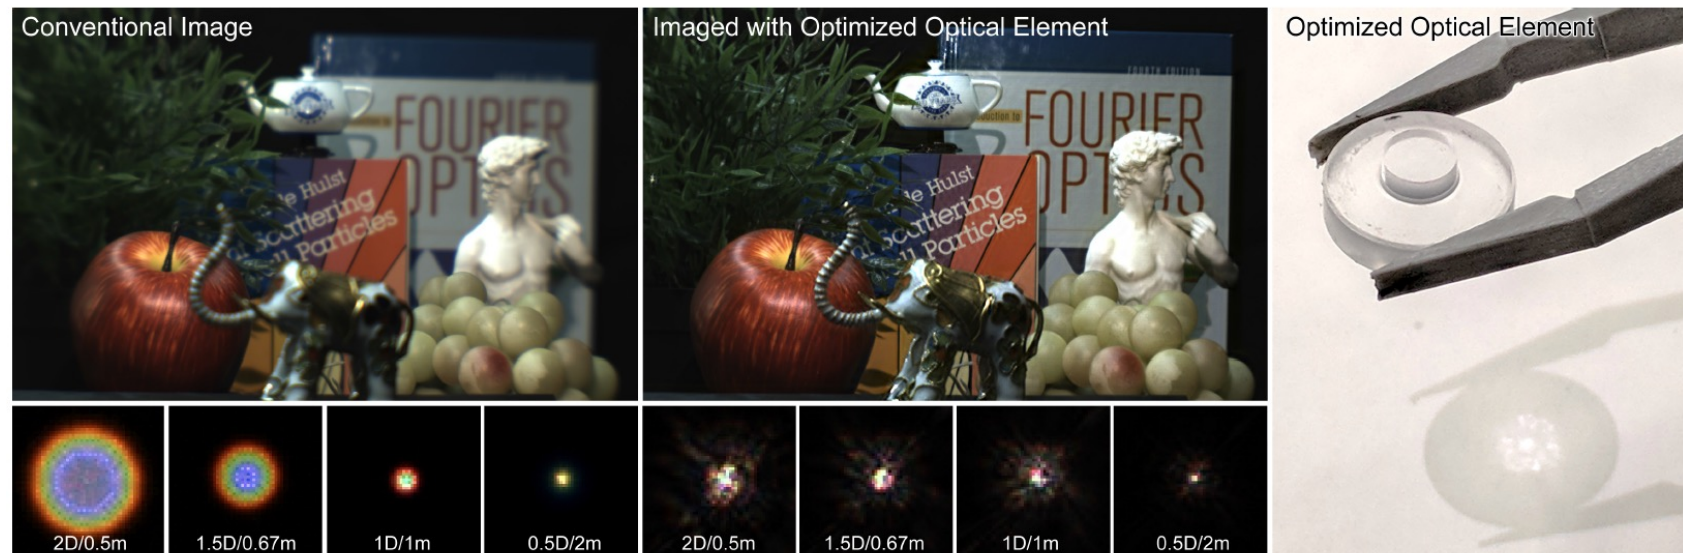 Conventional Image
FOURIER
OPTICS
de Hulst
Scattering
Particles
2D/0.5m
1.5D/0.67m
1D/1m
0.5D/2m
Imaged with Optimized Optical Element
FOURTH EDITION
FOURIER
OPTICS
de Hulst
Scattering
Particles
2D/0.5m
1.5D/0.67m
1D/1m
0.5D/2m
Optimized Optical Element